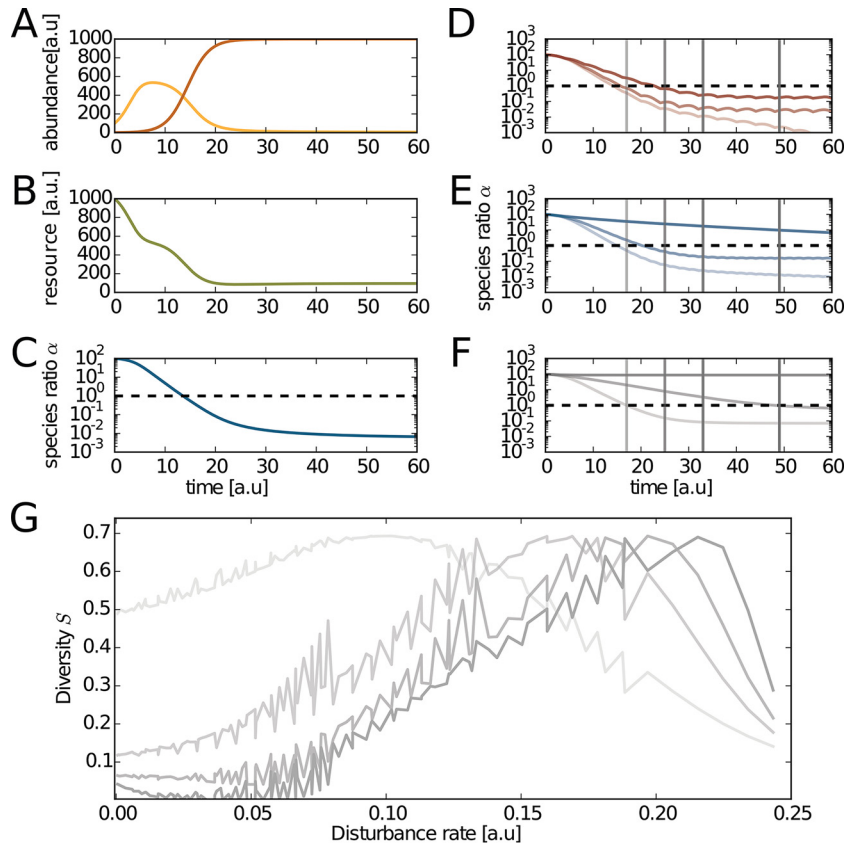 A
abundance[a.u]
1000
800
600
400
200
0
0 10 20 30 40 50 60
B
resource [a.u.]
1000
800
600
400
200
0
0 10 20 30 40 50 60
C
species ratio α
10²
10¹
10⁰
10⁻¹
10⁻²
10⁻³
0 10 20 30 40 50 60
time [a.u]
D
10³
10²
10¹
10⁰
10⁻¹
10⁻²
10⁻³
0 10 20 30 40 50 60
E
species ratio α
10³
10²
10¹
10⁰
10⁻¹
10⁻²
10⁻³
0 10 20 30 40 50 60
F
10³
10²
10¹
10⁰
10⁻¹
10⁻²
10⁻³
0 10 20 30 40 50 60
time [a.u]
G
Diversity S
0.7
0.6
0.5
0.4
0.3
0.2
0.1
0.00 0.05 0.10 0.15 0.20 0.25
Disturbance rate [a.u]